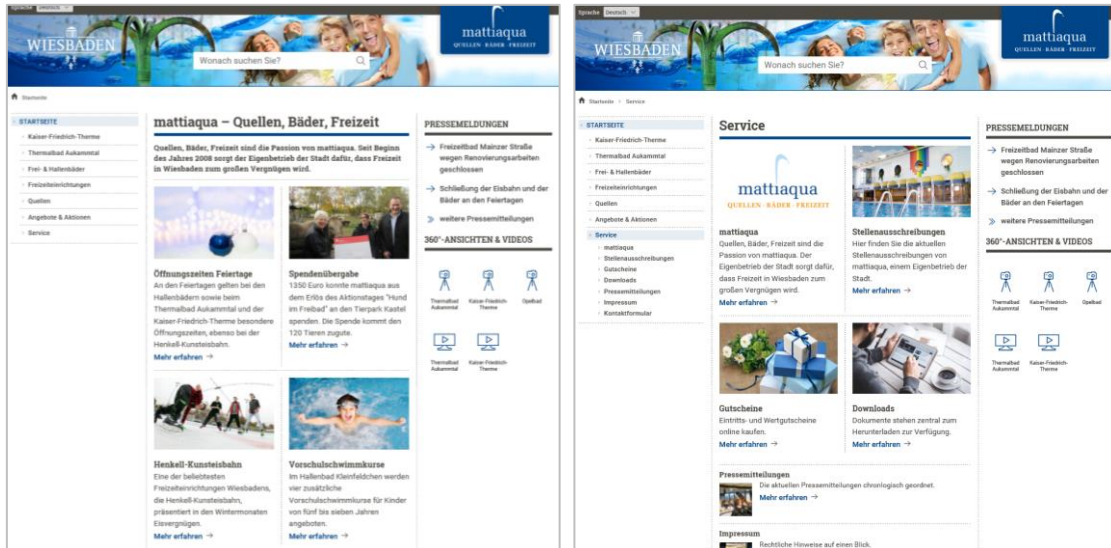 Sprache Deutsch
WIESBADEN
Wonach suchen Sie?
mattiaqua
QUELLEN · BÄDER · FREIZEIT
Startseite
STARTSEITE
Kaiser-Friedrich-Therme
Thermalbad Aukammtal
Frei- & Hallenbäder
Freizeiteinrichtungen
Quellen
Angebote & Aktionen
Service
mattiaqua – Quellen, Bäder, Freizeit
Quellen, Bäder, Freizeit sind die Passion von mattiaqua. Seit Beginn
des Jahres 2008 sorgt der Eigenbetrieb der Stadt dafür, dass Freizeit
in Wiesbaden zum großen Vergnügen wird.
Öffnungszeiten Feiertage
An den Feiertagen gelten bei den
Hallenbädern sowie beim
Thermalbad Aukammtal und der
Kaiser-Friedrich-Therme besondere
Öffnungszeiten, ebenso bei der
Henkell-Kunsteisbahn.
Mehr erfahren →
Spendenübergabe
1350 Euro konnte mattiaqua aus
dem Erlös des Aktionstages "Hund
im Freibad" an den Tierpark Kastel
spenden. Die Spende kommt den
120 Tieren zugute.
Mehr erfahren →
Henkell-Kunsteisbahn
Eine der beliebtesten
Freizeiteinrichtungen Wiesbadens,
die Henkell-Kunsteisbahn,
präsentiert in den Wintermonaten
Eisvergnügen.
Mehr erfahren →
Vorschulschwimmkurse
Im Hallenbad Kleinfeldchen werden
vier zusätzliche
Vorschulschwimmkurse für Kinder
von fünf bis sieben Jahren
angeboten.
Mehr erfahren →
PRESSEMELDUNGEN
→ Freizeitbad Mainzer Straße
wegen Renovierungsarbeiten
geschlossen
→ Schließung der Eisbahn und der
Bäder an den Feiertagen
» weitere Pressemitteilungen
360°-ANSICHTEN & VIDEOS
Thermalbad
Aukammtal
Kaiser-Friedrich-
Therme
Opelbad
Thermalbad
Aukammtal
Kaiser-Friedrich-
Therme
Sprache Deutsch
WIESBADEN
Wonach suchen Sie?
mattiaqua
QUELLEN · BÄDER · FREIZEIT
Startseite > Service
STARTSEITE
Kaiser-Friedrich-Therme
Thermalbad Aukammtal
Frei- & Hallenbäder
Freizeiteinrichtungen
Quellen
Angebote & Aktionen
Service
mattiaqua
Stellenausschreibungen
Gutscheine
Downloads
Pressemitteilungen
Impressum
Kontaktformular
Service
mattiaqua
QUELLEN · BÄDER · FREIZEIT
mattiaqua
Quellen, Bäder, Freizeit sind die
Passion von mattiaqua. Der
Eigenbetrieb der Stadt sorgt dafür,
dass Freizeit in Wiesbaden zum
großen Vergnügen wird.
Mehr erfahren →
Stellenausschreibungen
Hier finden Sie die aktuellen
Stellenausschreibungen von
mattiaqua, einem Eigenbetrieb der
Stadt.
Mehr erfahren →
Gutscheine
Eintritts- und Wertgutscheine
online kaufen.
Mehr erfahren →
Downloads
Dokumente stehen zentral zum
Herunterladen zur Verfügung.
Mehr erfahren →
Pressemitteilungen
Die aktuellen Pressemitteilungen chronlogisch geordnet.
Mehr erfahren →
Impressum
Rechtliche Hinweise auf einen Blick.
PRESSEMELDUNGEN
→ Freizeitbad Mainzer Straße
wegen Renovierungsarbeiten
geschlossen
→ Schließung der Eisbahn und der
Bäder an den Feiertagen
» weitere Pressemitteilungen
360°-ANSICHTEN & VIDEOS
Thermalbad
Aukammtal
Kaiser-Friedrich-
Therme
Opelbad
Thermalbad
Aukammtal
Kaiser-Friedrich-
Therme